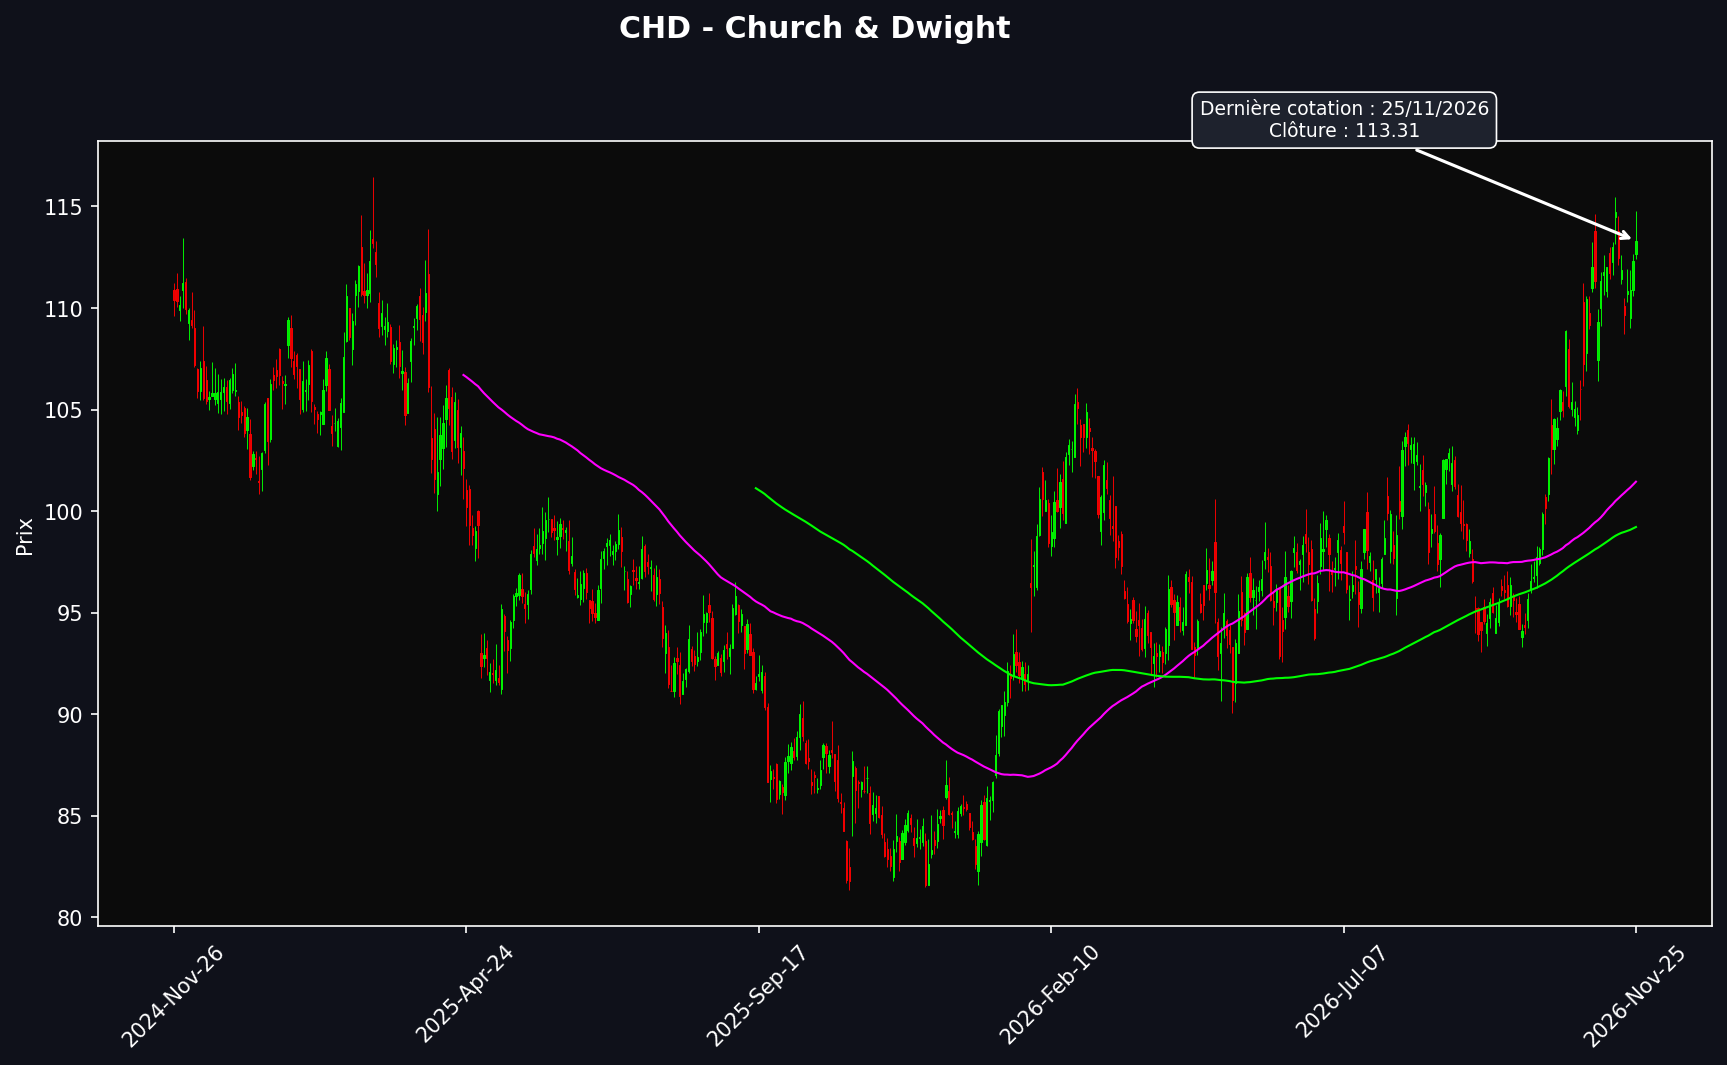 CHD - Church & Dwight
Dernière cotation : 25/11/2026
Clôture : 113.31
Prix
115
110
105
100
95
90
85
80
2024-Nov-26
2025-Apr-24
2025-Sep-17
2026-Feb-10
2026-Jul-07
2026-Nov-25